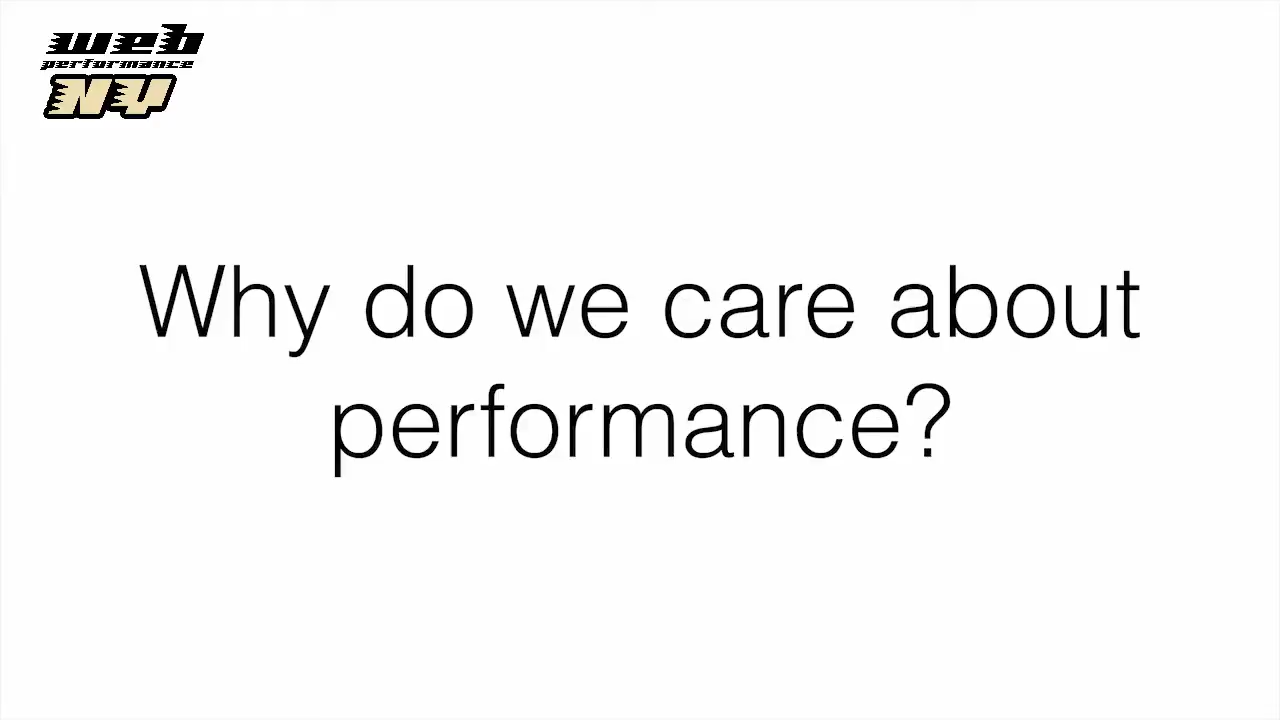 web
performance
NY
Why do we care about
performance?